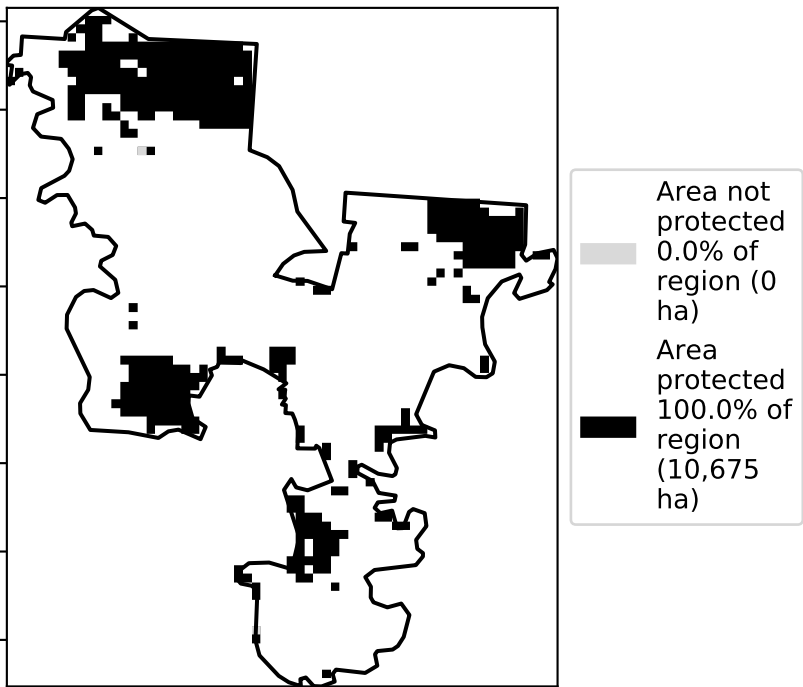 Area not
protected
0.0% of
region (0
ha)
Area
protected
100.0% of
region
(10,675
ha)